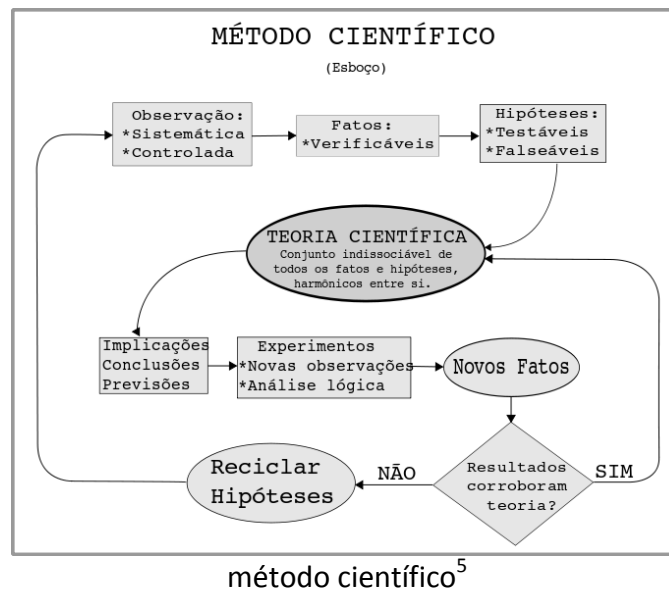 MÉTODO CIENTÍFICO
(Esboço)
Observação:
*Sistemática
*Controlada
Fatos:
*Verificáveis
Hipóteses:
*Testáveis
*Falseáveis
TEORIA CIENTÍFICA
Conjunto indissociável de
todos os fatos e hipóteses,
harmônicos entre si.
Implicações
Conclusões
Previsões
Experimentos
*Novas observações
*Análise lógica
Novos Fatos
Resultados
corroboram
teoria?
SIM
NÃO
Reciclar
Hipóteses
método científico⁵